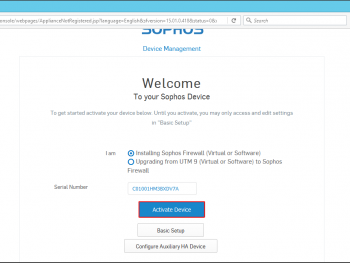 onsole/webpages/ApplianceNotRegistered.jsp?language=English&sfversion=15.01.0.418&status=0&i
Search
SOPHOS
Device Management
Welcome
To your Sophos Device
To get started activate your device below. Until you activate, you may only access and edit settings
in "Basic Setup"
I am
Installing Sophos Firewall (Virtual or Software)
Upgrading from UTM 9 (Virtual or Software) to Sophos
Firewall
Serial Number
C01001HM3BXDV7A
Activate Device
Basic Setup
Configure Auxiliary HA Device